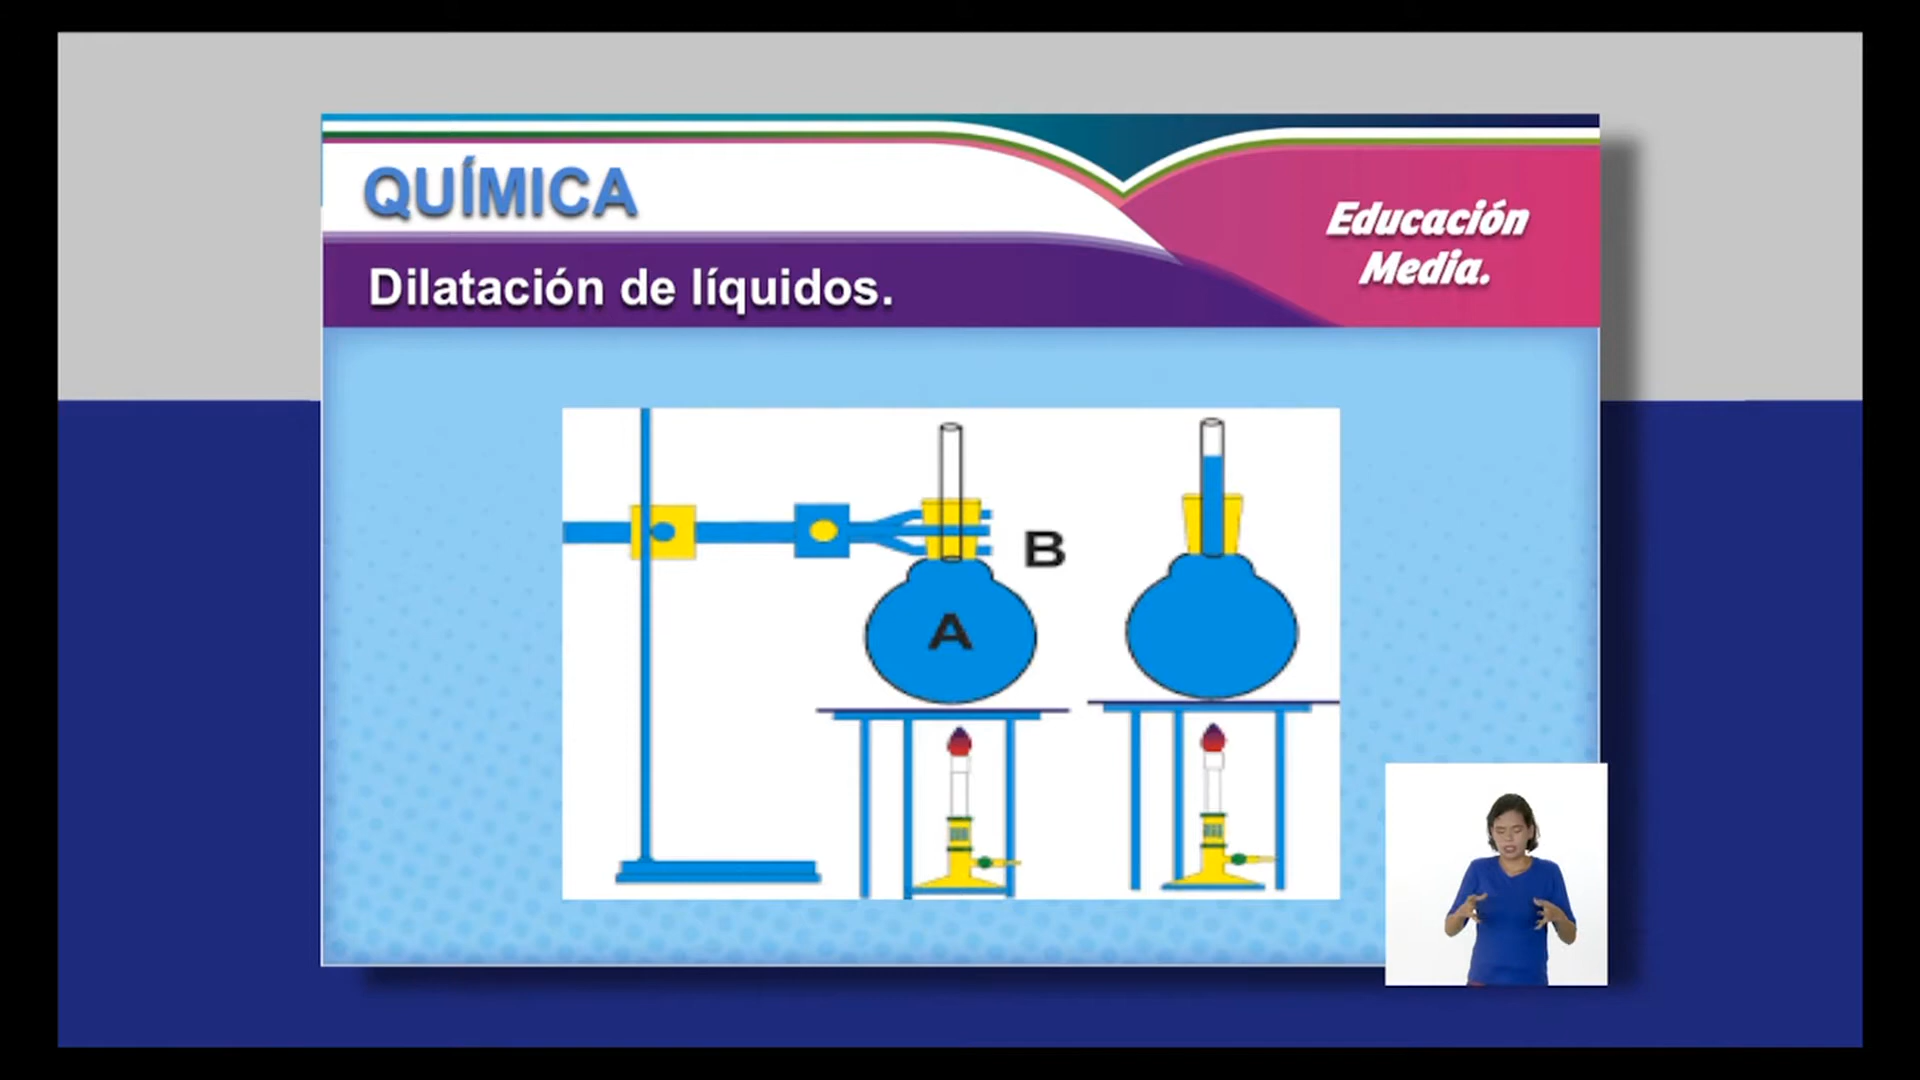 QUÍMICA
Educación
Media.
Dilatación de líquidos.
B
A